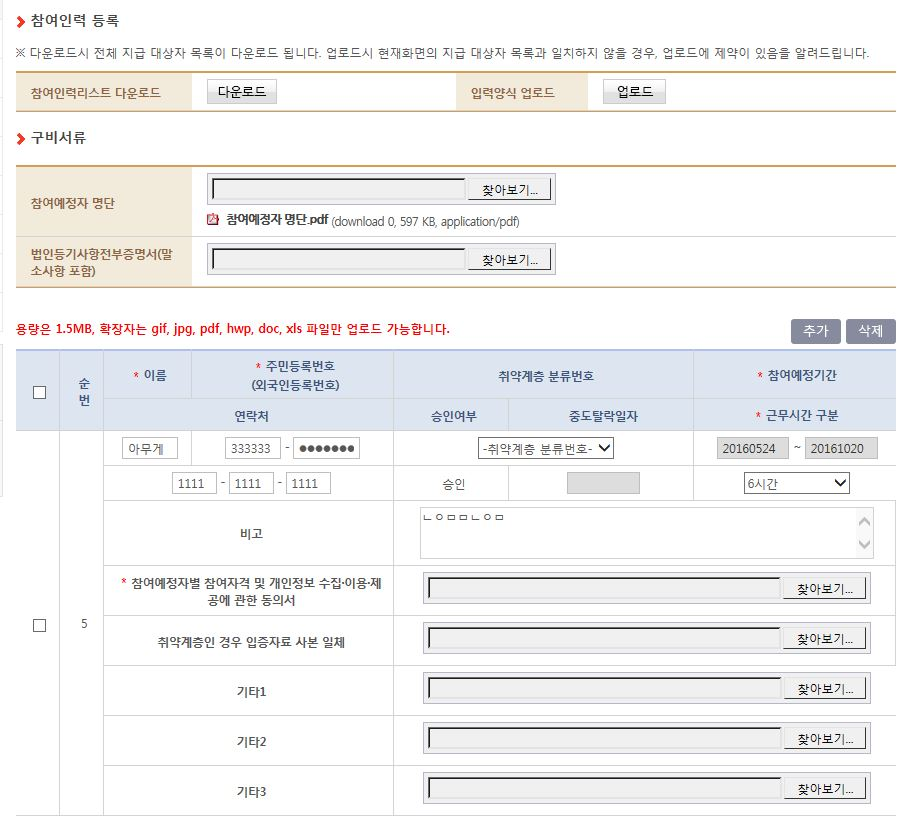 참여인력 등록
※ 다운로드시 전체 지급 대상자 목록이 다운로드 됩니다. 업로드시 현재화면의 지급 대상자 목록과 일치하지 않을 경우, 업로드에 제약이 있음을 알려드립니다.
참여인력리스트 다운로드 다운로드 입력양식 업로드 업로드
구비서류
참여예정자 명단 찾아보기...
참여예정자 명단.pdf (download 0, 597 KB, application/pdf)
법인등기사항전부증명서(말
소사항 포함) 찾아보기...
용량은 1.5MB, 확장자는 gif, jpg, pdf, hwp, doc, xls 파일만 업로드 가능합니다. 추가 삭제
순
번
* 이름
* 주민등록번호
(외국인등록번호)
취약계층 분류번호
* 참여예정기간
연락처 승인여부 중도탈락일자 * 근무시간 구분
5
아무게 333333 - ●●●●●●● -취약계층 분류번호- 20160524 ~ 20161020
1111 - 1111 - 1111 승인 6시간
비고 ㄴㅇㅁㅁㄴㅇㅁ
* 참여예정자별 참여자격 및 개인정보 수집·이용·제
공에 관한 동의서 찾아보기...
취약계층인 경우 입증자료 사본 일체 찾아보기...
기타1 찾아보기...
기타2 찾아보기...
기타3 찾아보기...